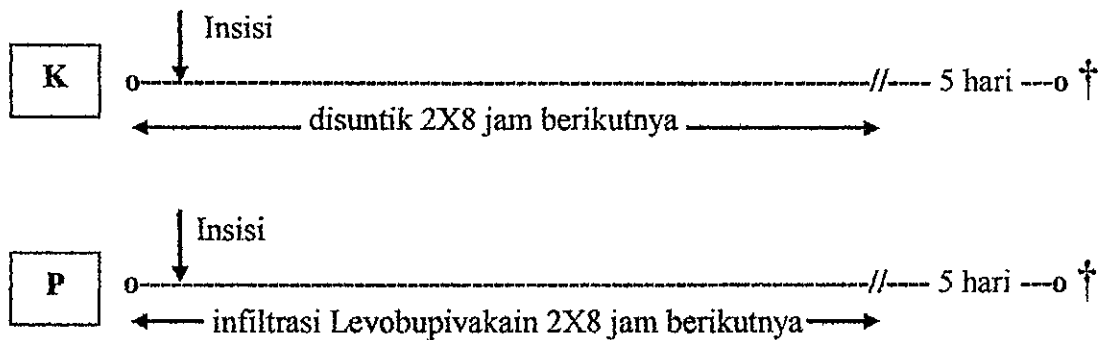 Insisi
K o----------------------------------------//---- 5 hari ---o †
disuntik 2X8 jam berikutnya
Insisi
P o----------------------------------------//---- 5 hari ---o †
infiltrasi Levobupivakain 2X8 jam berikutnya